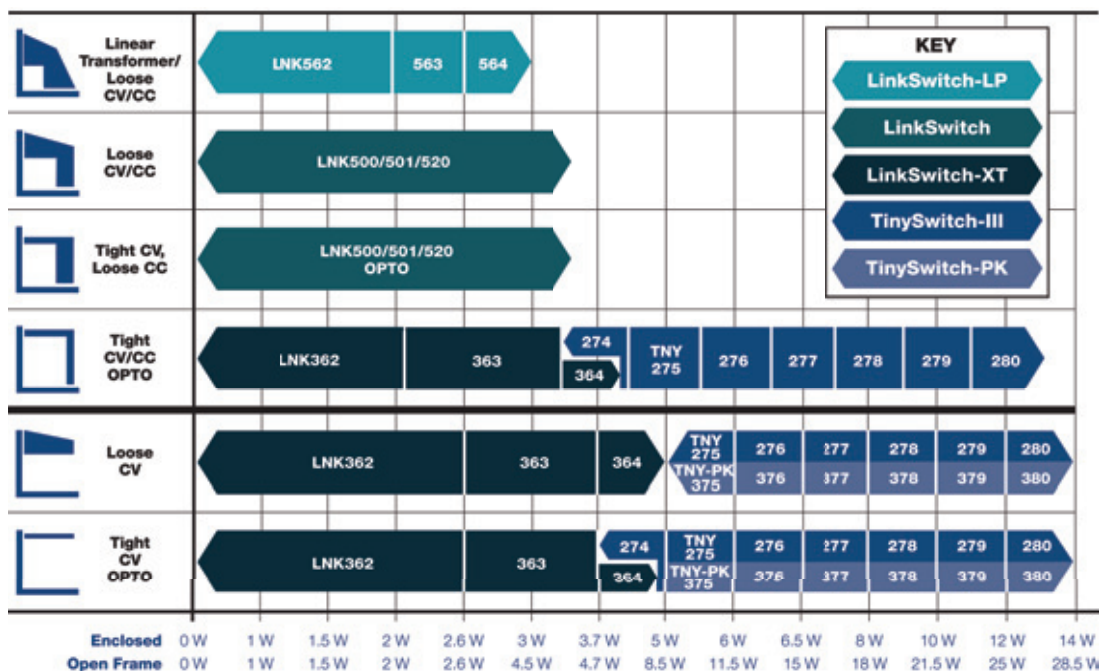 KEY
LinkSwitch-LP
LinkSwitch
LinkSwitch-XT
TinySwitch-III
TinySwitch-PK
Linear
Transformer/
Loose
CV/CC
LNK562 563 564
Loose
CV/CC
LNK500/501/520
Tight CV,
Loose CC
LNK500/501/520
OPTO
Tight
CV/CC
OPTO
LNK362 363 364 274 TNY
275 276 277 278 279 280
Loose
CV
LNK362 363 364
TNY
275 276 277 278 279 280
TNY-PK
375 376 377 378 379 380
Tight
CV
OPTO
LNK362 363 364 274
TNY
275 276 277 278 279 280
TNY-PK
375 376 377 378 379 380
Enclosed 0 W 1 W 1.5 W 2 W 2.6 W 3 W 3.7 W 5 W 6 W 6.5 W 8 W 10 W 12 W 14 W
Open Frame 0 W 1 W 1.5 W 2 W 2.6 W 4.5 W 4.7 W 8.5 W 11.5 W 15 W 18 W 21.5 W 25 W 28.5 W